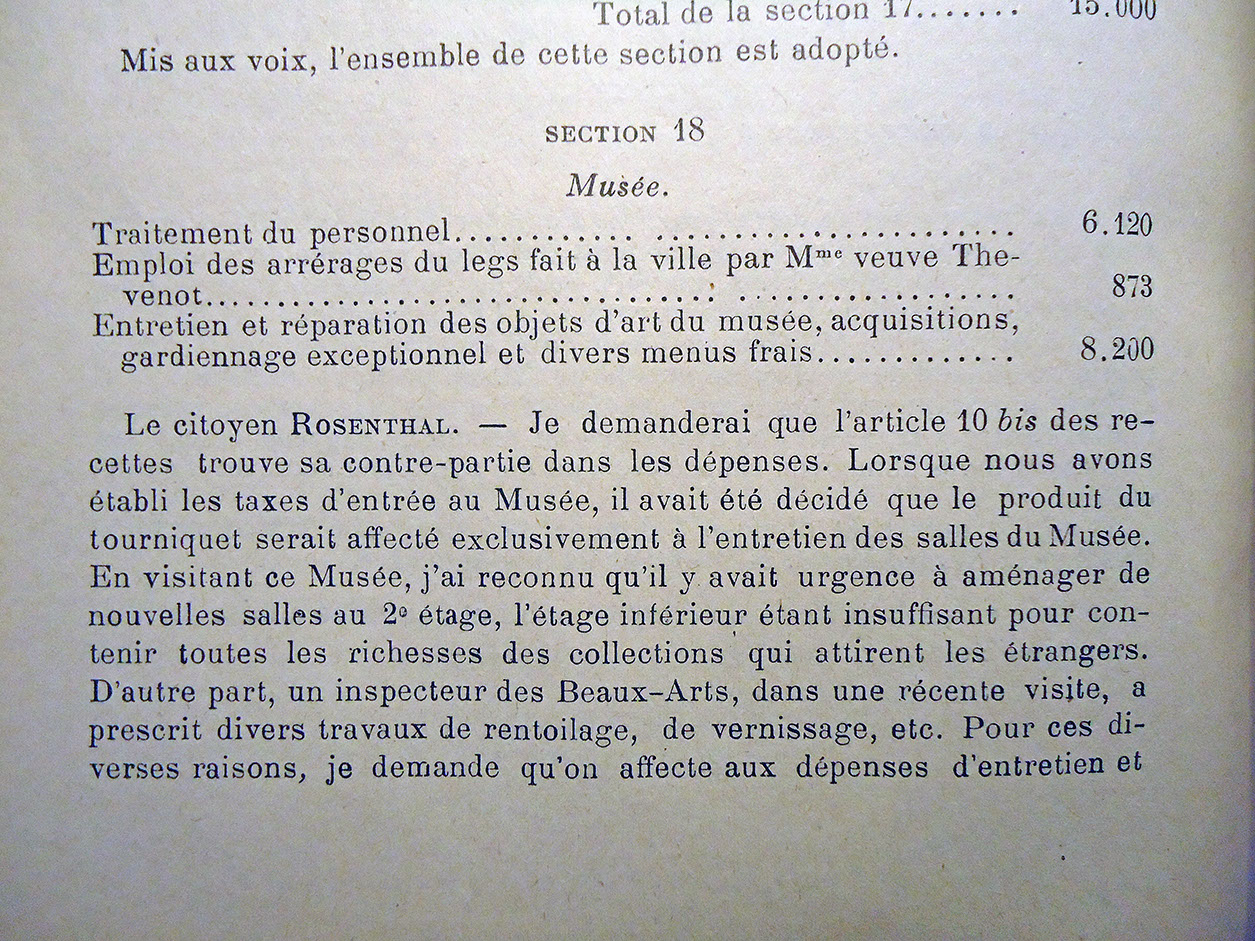 Total de la section 17....... 15.000
Mis aux voix, l'ensemble de cette section est adopté.
SECTION 18
Musée.
Traitement du personnel.................................... 6.120
Emploi des arrérages du legs fait à la ville par Mme veuve The-
venot.................................................... 873
Entretien et réparation des objets d'art du musée, acquisitions,
gardiennage exceptionnel et divers menus frais............. 8.200
Le citoyen ROSENTHAL. — Je demanderai que l'article 10 bis des re-
cettes trouve sa contre-partie dans les dépenses. Lorsque nous avons
établi les taxes d'entrée au Musée, il avait été décidé que le produit du
tourniquet serait affecté exclusivement à l'entretien des salles du Musée.
En visitant ce Musée, j'ai reconnu qu'il y avait urgence à aménager de
nouvelles salles au 2e étage, l'étage inférieur étant insuffisant pour con-
tenir toutes les richesses des collections qui attirent les étrangers.
D'autre part, un inspecteur des Beaux-Arts, dans une récente visite, a
prescrit divers travaux de rentoilage, de vernissage, etc. Pour ces di-
verses raisons, je demande qu'on affecte aux dépenses d'entretien et